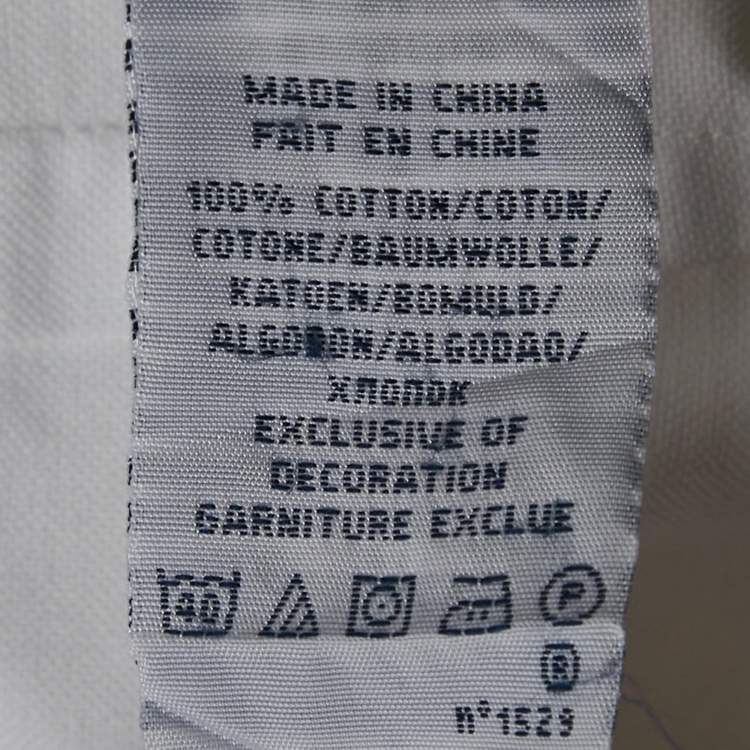 MADE IN CHINA
FAIT EN CHINE
100% COTTON/COTON/
COTONE/BAUMWOLLE/
KATOEN/BOMULD/
ALGODON/ALGODAO/
ХЛОПОК
EXCLUSIVE OF
DECORATION
GARNITURE EXCLUE
40
P
B
n°1529